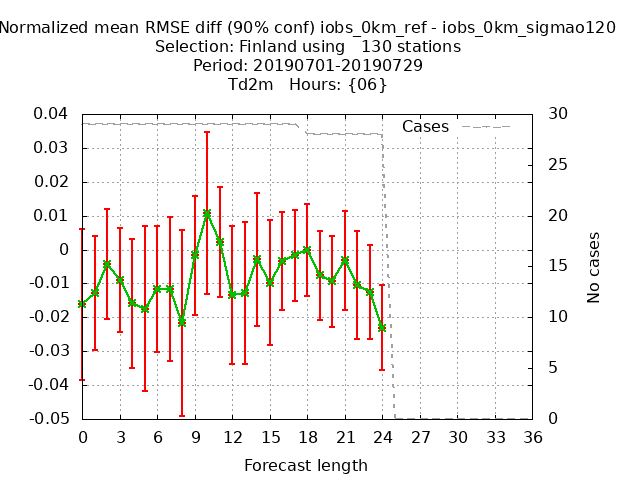 Normalized mean RMSE diff (90% conf) iobs_0km_ref - iobs_0km_sigmao120
Selection: Finland using 130 stations
Period: 20190701-20190729
Td2m Hours: {06}
Cases
0.04
0.03
0.02
0.01
0
-0.01
-0.02
-0.03
-0.04
-0.05
30
25
20
15
10
5
0
No cases
0 3 6 9 12 15 18 21 24 27 30 33 36
Forecast length